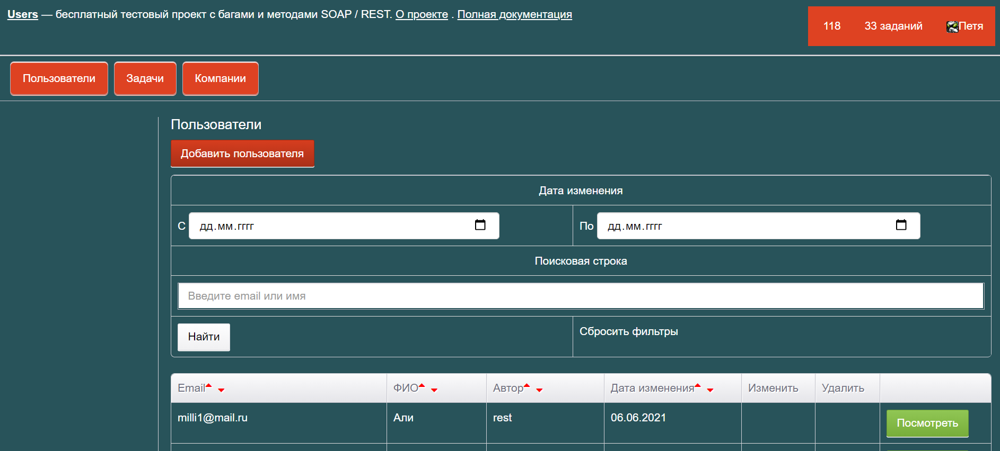 Users — бесплатный тестовый проект с багами и методами SOAP / REST. О проекте . Полная документация
118 33 заданий Петя
Пользователи Задачи Компании
Пользователи
Добавить пользователя
Дата изменения
С дд.мм.гггг По дд.мм.гггг
Поисковая строка
Введите email или имя
Найти Сбросить фильтры
Email ФИО Автор Дата изменения Изменить Удалить
milli1@mail.ru Али rest 06.06.2021 Посмотреть